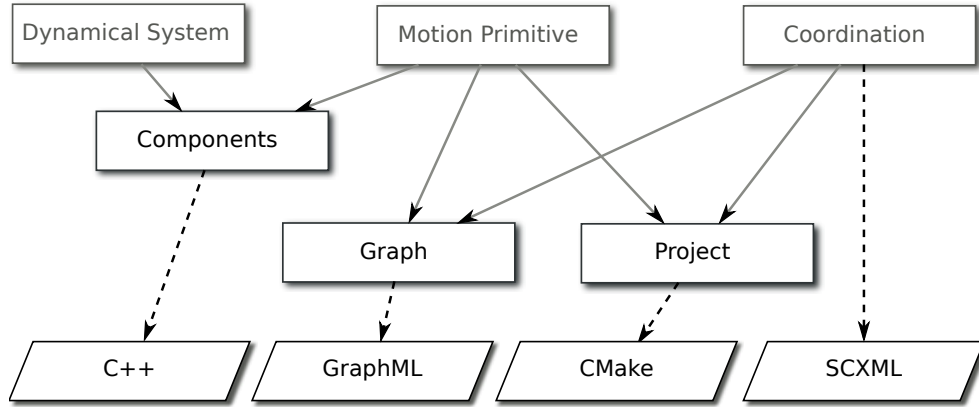 Dynamical System
Motion Primitive
Coordination
Components
Graph
Project
C++
GraphML
CMake
SCXML